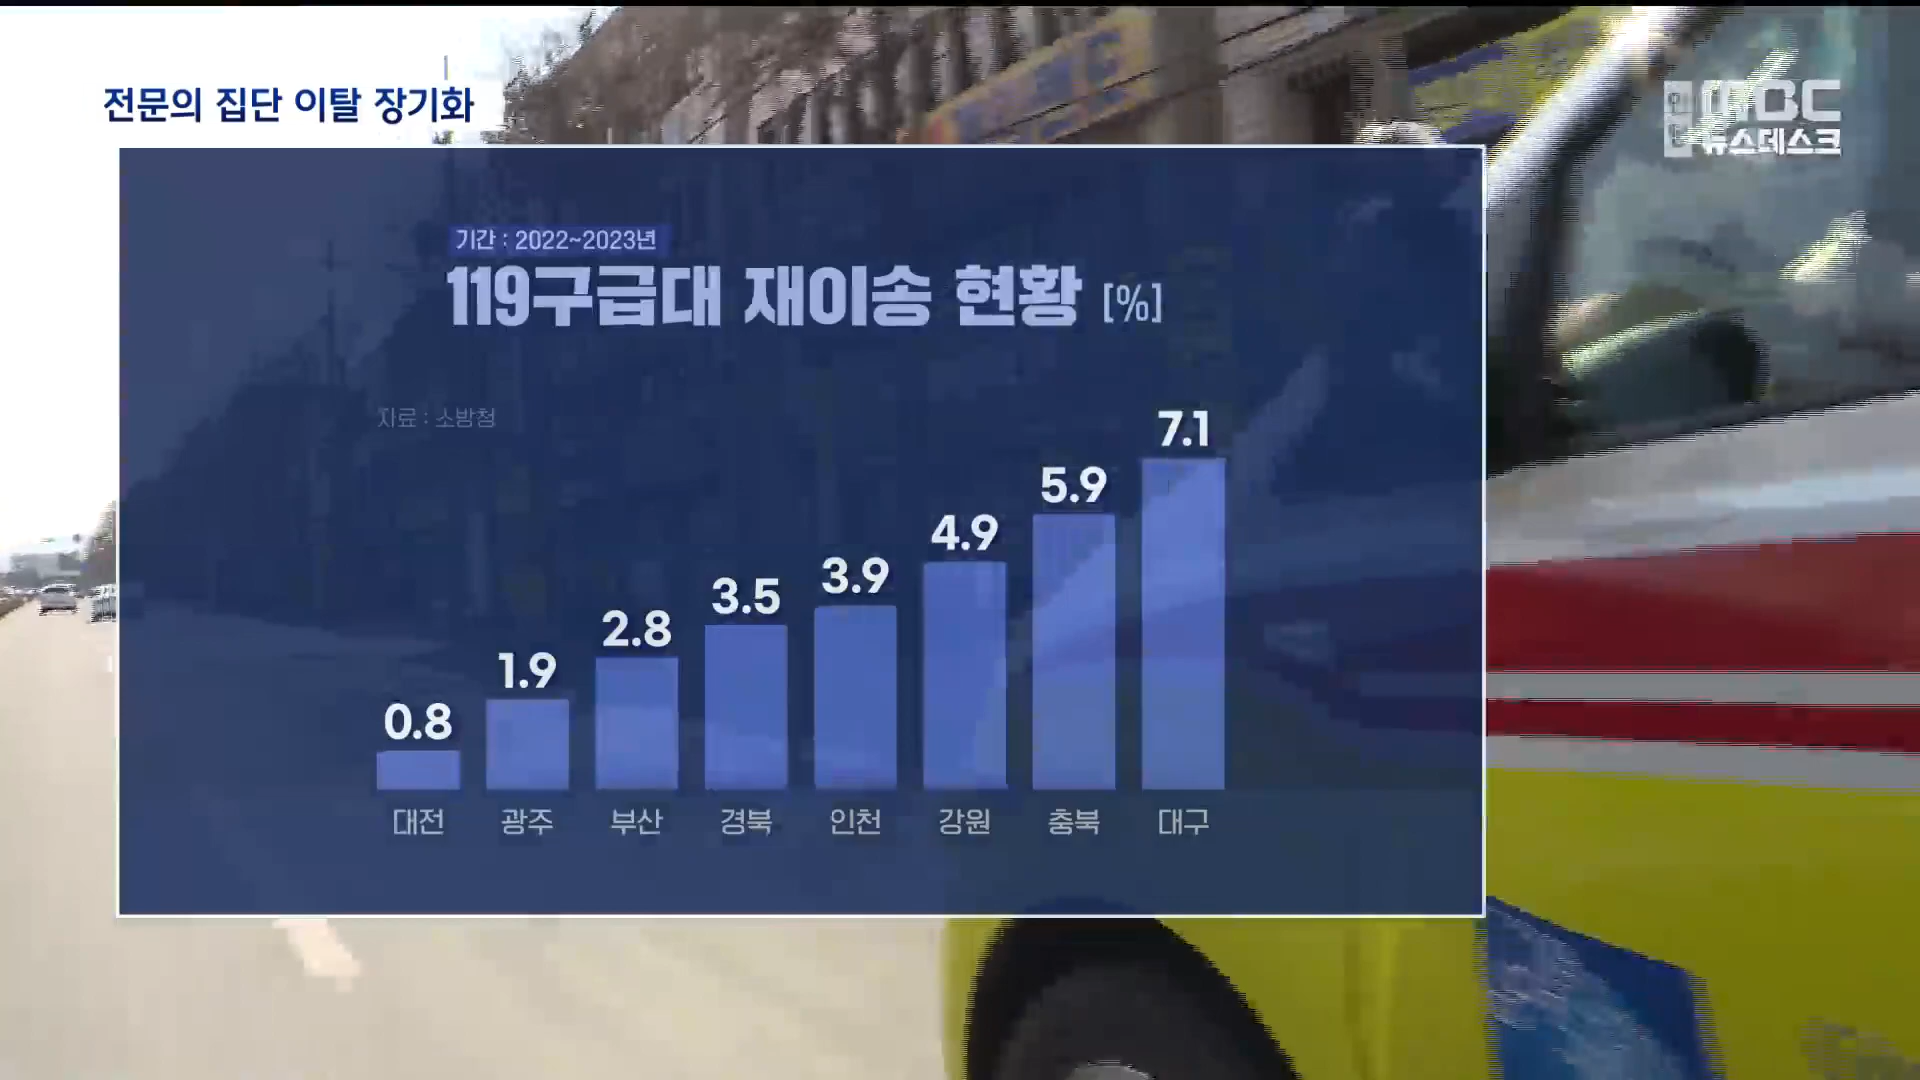 전문의 집단 이탈 장기화
MBC
뉴스데스크
기간 : 2022~2023년
119구급대 재이송 현황 [%]
자료 : 소방청
0.8 1.9 2.8 3.5 3.9 4.9 5.9 7.1
대전 광주 부산 경북 인천 강원 충북 대구